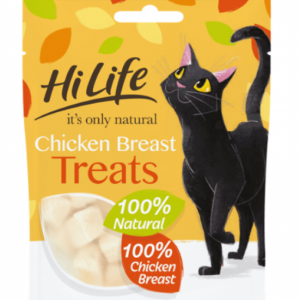 HiLife
it's only natural
Chicken Breast
Treats
100%
Natural
100%
Chicken
Breast